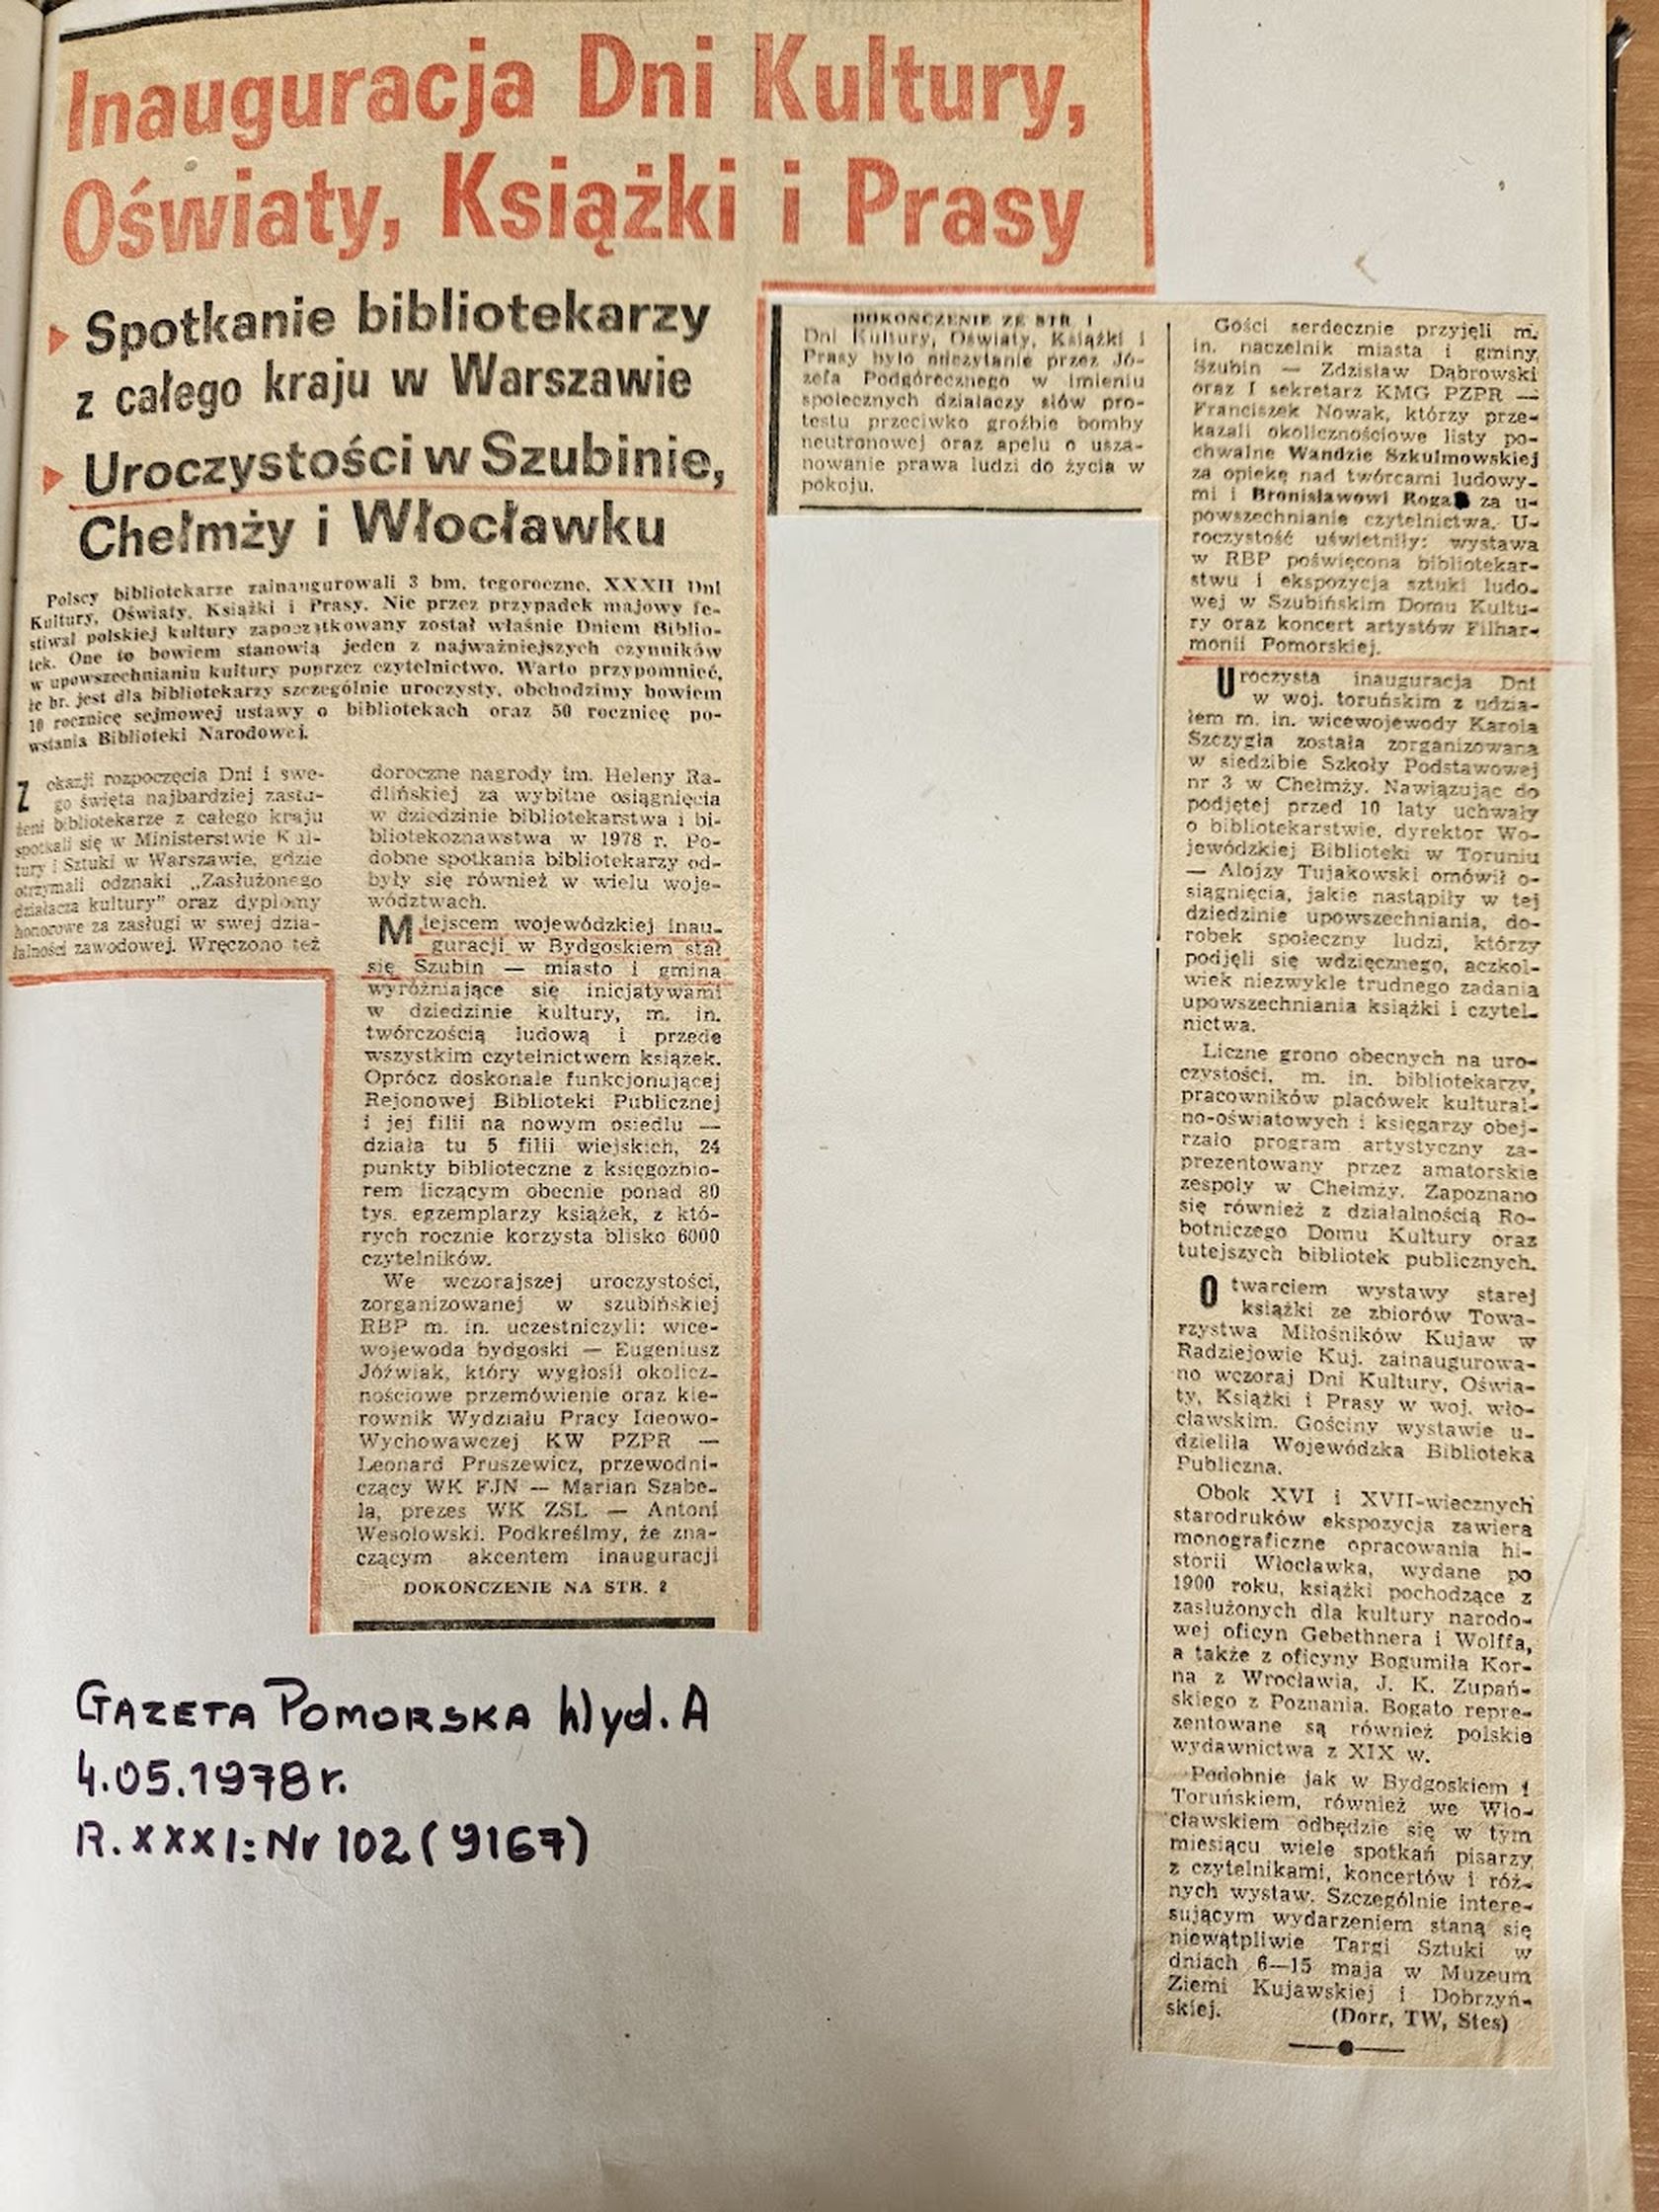 Inauguracja Dni Kultury,
Oświaty, Książki i Prasy
Spotkanie bibliotekarzy
z całego kraju w Warszawie
Uroczystości w Szubinie,
Chełmży i Włocławku
Polscy bibliotekarze zainaugurowali 3 bm. tegoroczne, XXXII Dni
Kultury, Oświaty, Książki i Prasy. Nie przez przypadek majowy fe-
stiwal polskiej kultury zapoczątkowany został właśnie Dniem Biblio-
tek. One to bowiem stanowią jeden z najważniejszych czynników
w upowszechnianiu kultury poprzez czytelnictwo. Warto przypomnieć,
że br. jest dla bibliotekarzy szczególnie uroczysty, obchodzimy bowiem
10 rocznicę sejmowej ustawy o bibliotekach oraz 50 rocznicę po-
wstania Biblioteki Narodowej.
Z okazji rozpoczęcia Dni i swe-
go święta najbardziej zasłu-
żeni bibliotekarze z całego kraju
spotkali się w Ministerstwie Kul-
tury i Sztuki w Warszawie, gdzie
otrzymali odznaki „Zasłużonego
działacza kultury” oraz dyplomy
honorowe za zasługi w swej dzia-
łalności zawodowej. Wręczono też
doroczne nagrody im. Heleny Ra-
dlińskiej za wybitne osiągnięcia
w dziedzinie bibliotekarstwa i bi-
bliotekoznawstwa w 1978 r. Po-
dobne spotkania bibliotekarzy od-
były się również w wielu woje-
wództwach.
Miejscem wojewódzkiej inau-
guracji w Bydgoskiem stał
się Szubin — miasto i gmina
wyróżniające się inicjatywami
w dziedzinie kultury, m. in.
twórczością ludową i przede
wszystkim czytelnictwem książek.
Oprócz doskonale funkcjonującej
Rejonowej Biblioteki Publicznej
i jej filii na nowym osiedlu —
działa tu 5 filii wiejskich, 24
punkty biblioteczne z księgozbio-
rem liczącym obecnie ponad 80
tys. egzemplarzy książek, z któ-
rych rocznie korzysta blisko 6000
czytelników.
We wczorajszej uroczystości,
zorganizowanej w szubińskiej
RBP m. in. uczestniczyli: wice-
wojewoda bydgoski — Eugeniusz
Jóźwiak, który wygłosił okolicz-
nościowe przemówienie oraz kie-
rownik Wydziału Pracy Ideowo-
Wychowawczej KW PZPR —
Leonard Pruszewicz, przewodni-
czący WK FJN — Marian Szabe-
la, prezes WK ZSL — Antoni
Wesołowski. Podkreślmy, że zna-
czącym akcentem inauguracji
DOKOŃCZENIE NA STR. 2
DOKOŃCZENIE ZE STR. 1
Dni Kultury, Oświaty, Książki i
Prasy było odczytanie przez Jó-
zefa Podgórecznego w imieniu
społecznych działaczy słów pro-
testu przeciwko groźbie bomby
neutronowej oraz apelu o usza-
nowanie prawa ludzi do życia w
pokoju.
Gości serdecznie przyjęli m.
in. naczelnik miasta i gminy
Szubin — Zdzisław Dąbrowski
oraz I sekretarz KMG PZPR —
Franciszek Nowak, którzy prze-
kazali okolicznościowe listy po-
chwalne Wandzie Szkulmowskiej
za opiekę nad twórcami ludowy-
mi i Bronisławowi za u-
powszechnianie czytelnictwa. U-
roczystość uświetniły: wystawa
w RBP poświęcona bibliotekar-
stwu i ekspozycja sztuki ludo-
wej w Szubińskim Domu Kultu-
ry oraz koncert artystów Filhar-
monii Pomorskiej.
Uroczysta inauguracja Dni
w woj. toruńskim z udzia-
łem m. in. wicewojewody Karola
Szczygła została zorganizowana
w siedzibie Szkoły Podstawowej
nr 3 w Chełmży. Nawiązując do
podjętej przed 10 laty uchwały
o bibliotekarstwie, dyrektor Wo-
jewódzkiej Biblioteki w Toruniu
— Alojzy Tujakowski omówił o-
siągnięcia, jakie nastąpiły w tej
dziedzinie upowszechniania, do-
robek społeczny ludzi, którzy
podjęli się wdzięcznego, aczkol-
wiek niezwykle trudnego zadania
upowszechniania książki i czytel-
nictwa.
Liczne grono obecnych na uro-
czystości, m. in. bibliotekarzy,
pracowników placówek kultural-
no-oświatowych i księgarzy obej-
rzało program artystyczny za-
prezentowany przez amatorskie
zespoły w Chełmży. Zapoznano
się również z działalnością Ro-
botniczego Domu Kultury oraz
tutejszych bibliotek publicznych.
Otwarciem wystawy starej
książki ze zbiorów Towa-
rzystwa Miłośników Kujaw w
Radziejowie Kuj. zainaugurowa-
no wczoraj Dni Kultury, Oświa-
ty, Książki i Prasy w woj. wło-
cławskim. Gościny wystawie u-
dzieliła Wojewódzka Biblioteka
Publiczna.
Obok XVI i XVII-wiecznych
starodruków ekspozycja zawiera
monograficzne opracowania hi-
storii Włocławka, wydane po
1900 roku, książki pochodzące z
zasłużonych dla kultury narodo-
wej oficyn Gebethnera i Wolffa,
a także z oficyny Bogumiła Kor-
na z Wrocławia, J. K. Zupań-
skiego z Poznania. Bogato repre-
zentowane są również polskie
wydawnictwa z XIX w.
Podobnie jak w Bydgoskiem i
Toruńskiem, również we Wło-
cławskiem odbędzie się w tym
miesiącu wiele spotkań pisarzy
z czytelnikami, koncertów i róż-
nych wystaw. Szczególnie intere-
sującym wydarzeniem staną się
niewątpliwie Targi Sztuki w
dniach 6—15 maja w Muzeum
Ziemi Kujawskiej i Dobrzyń-
skiej. (Dorr, TW, Stes)
GAZETA POMORSKA Wyd. A
4.05.1978 r.
R. XXXI: Nr 102 (9167)